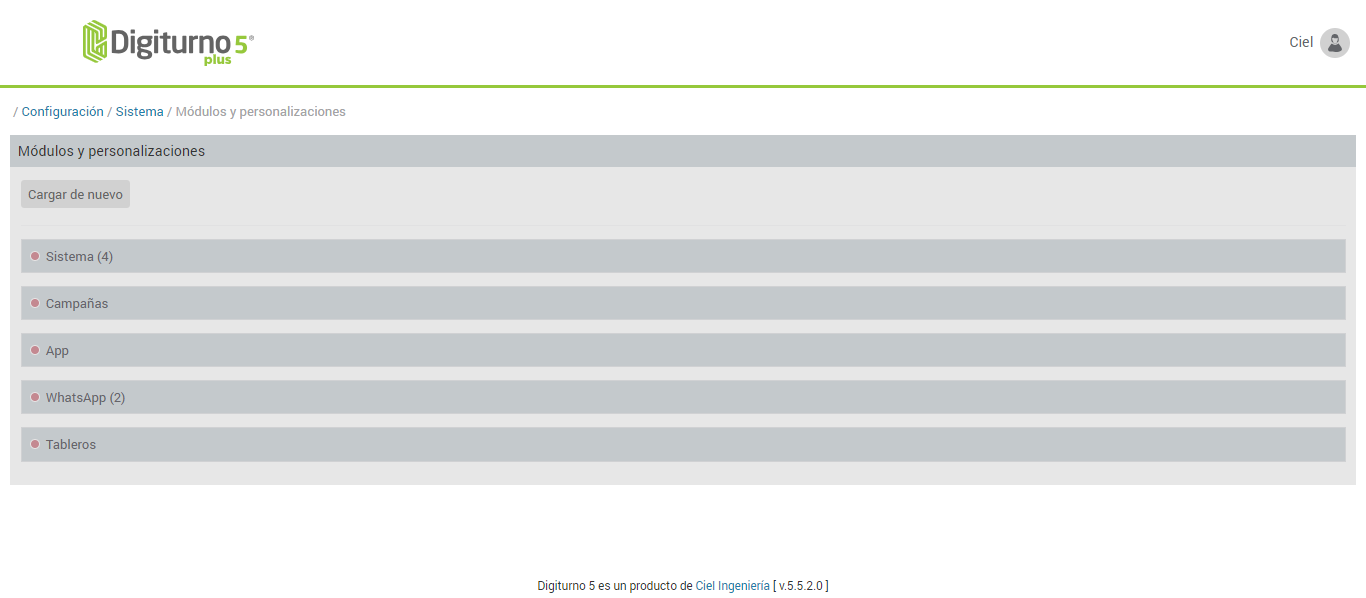 Digiturno 5®
plus
Ciel
/ Configuración / Sistema / Módulos y personalizaciones
Módulos y personalizaciones
Cargar de nuevo
Sistema (4)
Campañas
App
WhatsApp (2)
Tableros
Digiturno 5 es un producto de Ciel Ingeniería [ v.5.5.2.0 ]